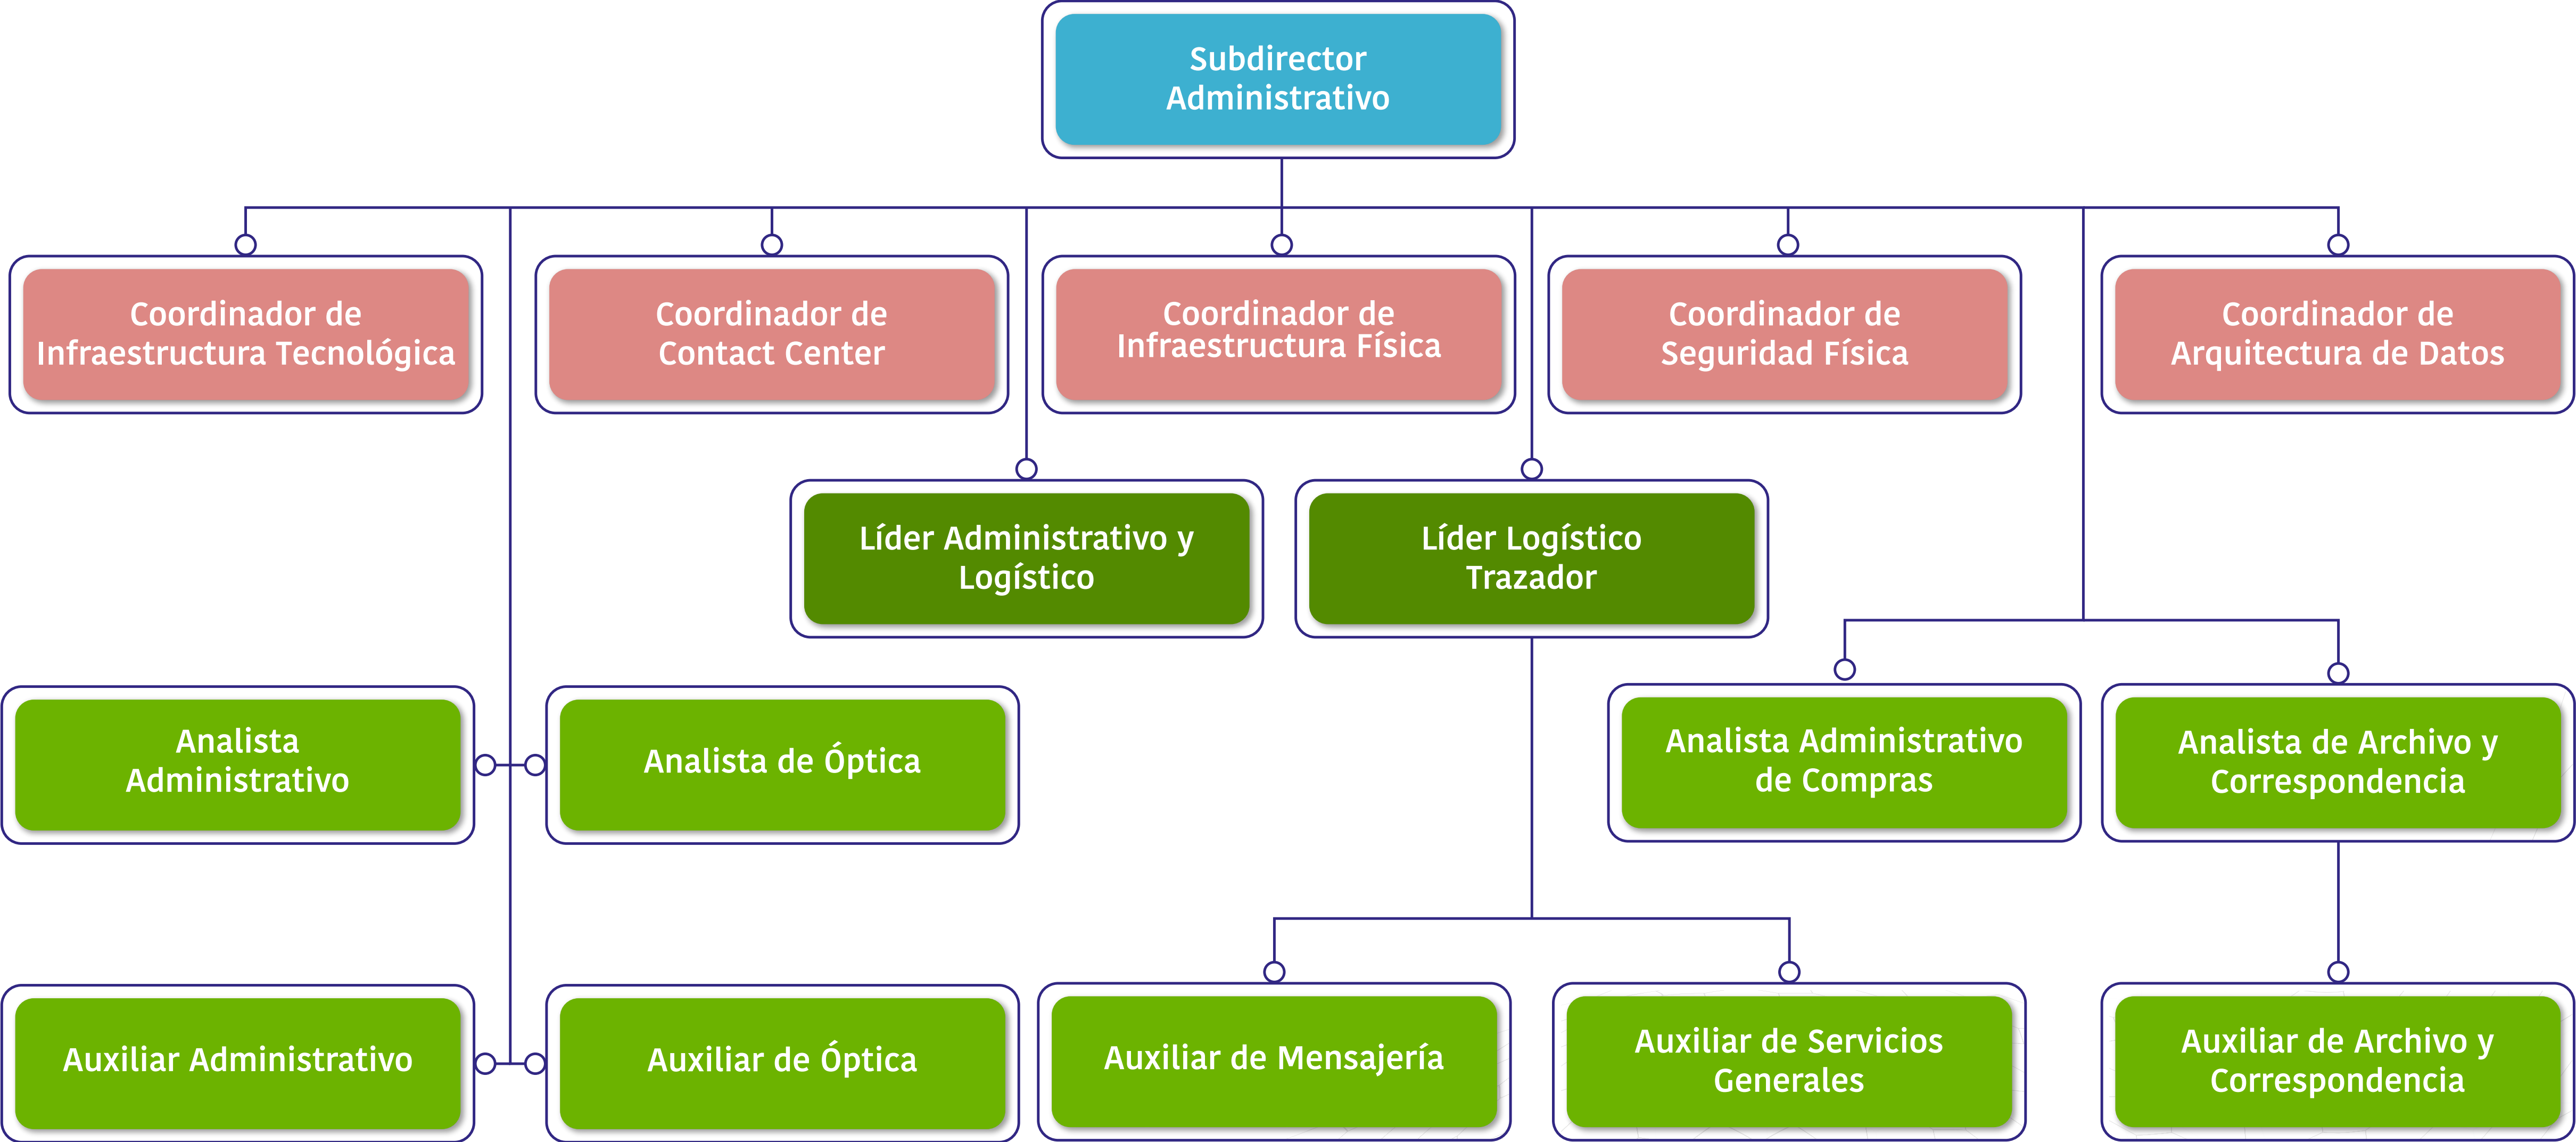 Subdirector
Administrativo
Coordinador de
Infraestructura Tecnológica
Coordinador de
Contact Center
Coordinador de
Infraestructura Física
Coordinador de
Seguridad Física
Coordinador de
Arquitectura de Datos
Líder Administrativo y
Logístico
Líder Logístico
Trazador
Analista
Administrativo
Analista de Óptica
Analista Administrativo
de Compras
Analista de Archivo y
Correspondencia
Auxiliar Administrativo
Auxiliar de Óptica
Auxiliar de Mensajería
Auxiliar de Servicios
Generales
Auxiliar de Archivo y
Correspondencia